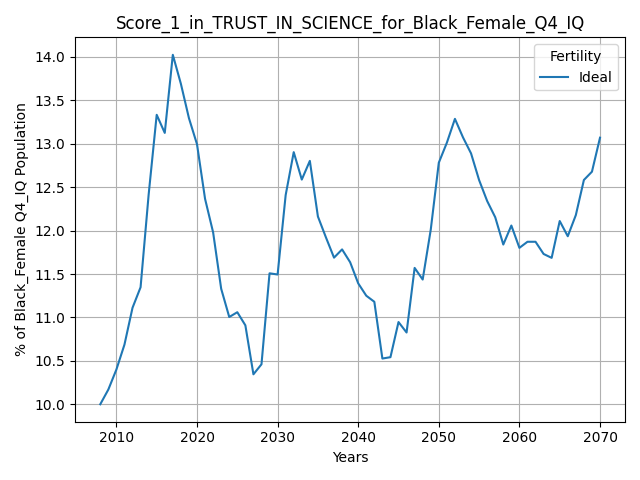 Score_1_in_TRUST_IN_SCIENCE_for_Black_Female_Q4_IQ
Fertility
Ideal
% of Black_Female Q4_IQ Population
14.0
13.5
13.0
12.5
12.0
11.5
11.0
10.5
10.0
2010 2020 2030 2040 2050 2060 2070
Years